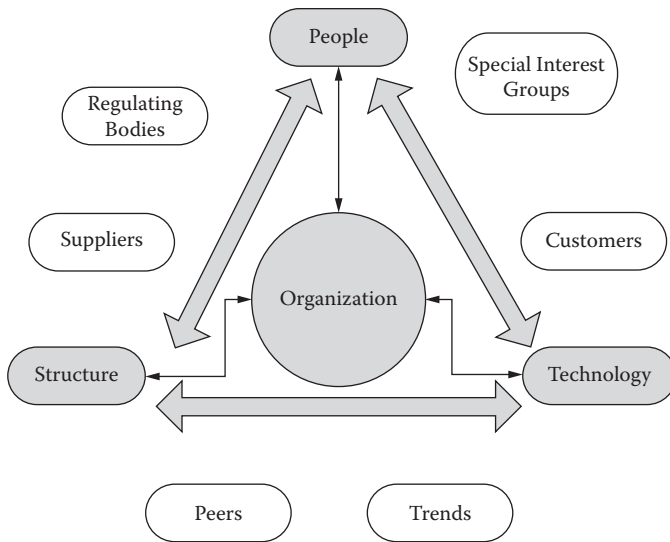 People
Special Interest
Groups
Regulating
Bodies
Suppliers
Customers
Organization
Structure
Technology
Peers
Trends